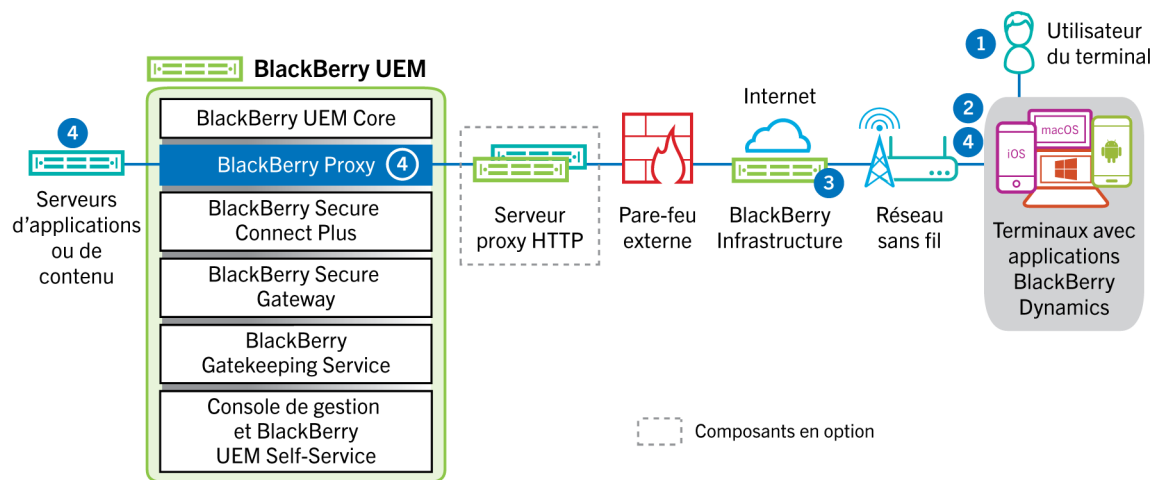 BlackBerry UEM
BlackBerry UEM Core
BlackBerry Proxy
4
BlackBerry Secure
Connect Plus
BlackBerry Secure
Gateway
BlackBerry
Gatekeeping Service
Console de gestion
et BlackBerry
UEM Self-Service
4
Serveurs
d'applications
ou de
contenu
Serveur
proxy HTTP
Pare-feu
externe
Internet
3
BlackBerry
Infrastructure
Réseau
sans fil
2
4
1
Utilisateur
du terminal
iOS
macOS
Terminaux avec
applications
BlackBerry
Dynamics
Composants en option